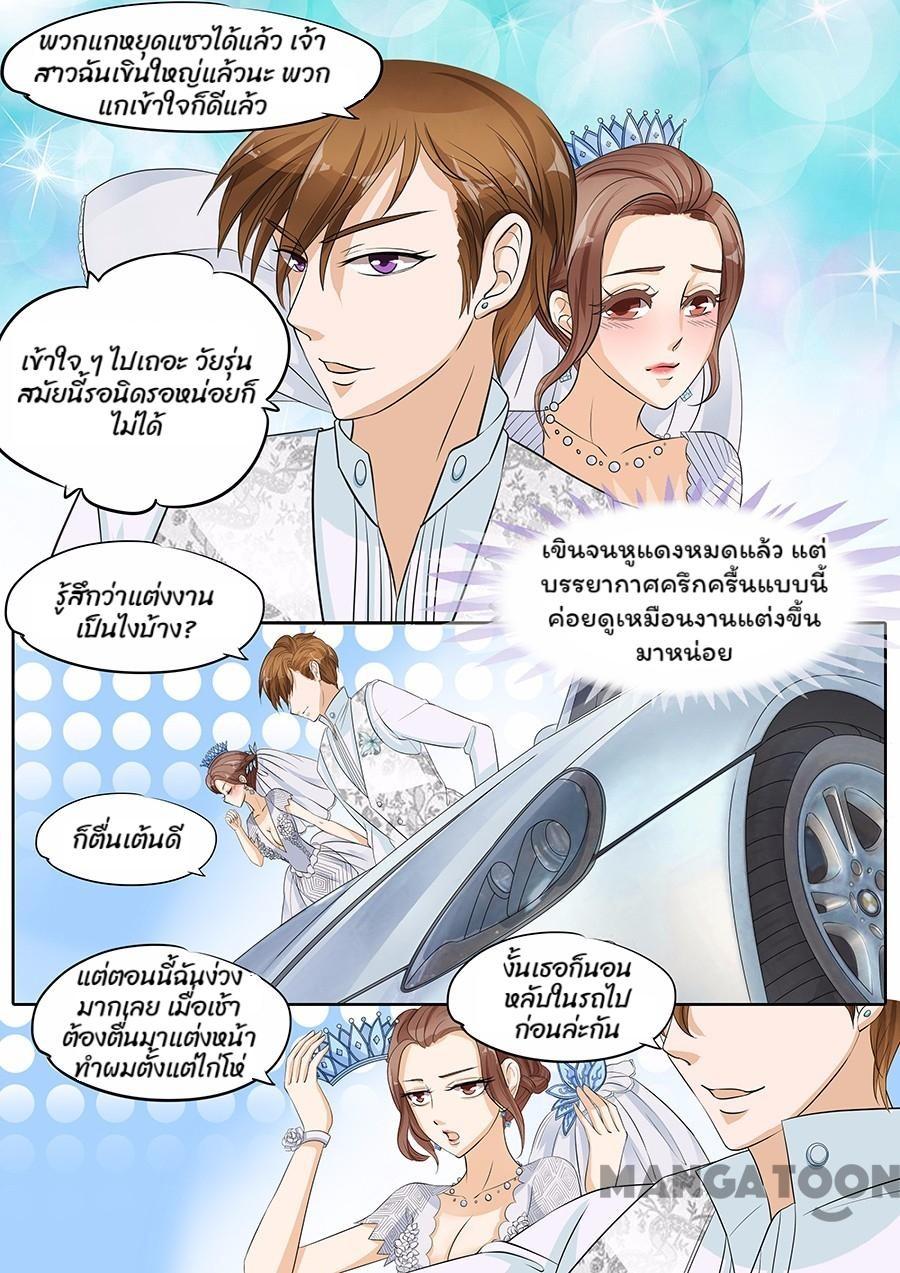 พวกแกหยุดแซวได้แล้ว เจ้า
สาวฉันเขินใหญ่แล้วนะ พวก
แกเข้าใจก็ดีแล้ว
เข้าใจ ๆ ไปเถอะ วัยรุ่น
สมัยนี้รอนิดรอหน่อยก็
ไม่ได้
เขินจนหูแดงหมดแล้ว แต่
บรรยากาศครึกครื้นแบบนี้
ค่อยดูเหมือนงานแต่งขึ้น
มาหน่อย
รู้สึกว่าแต่งงาน
เป็นไงบ้าง?
ก็ตื่นเต้นดี
แต่ตอนนี้ฉันง่วง
มากเลย เมื่อเช้า
ต้องตื่นมาแต่งหน้า
ทำผมตั้งแต่ไก่โห่
งั้นเธอก็นอน
หลับในรถไป
ก่อนล่ะกัน
MANGATOON